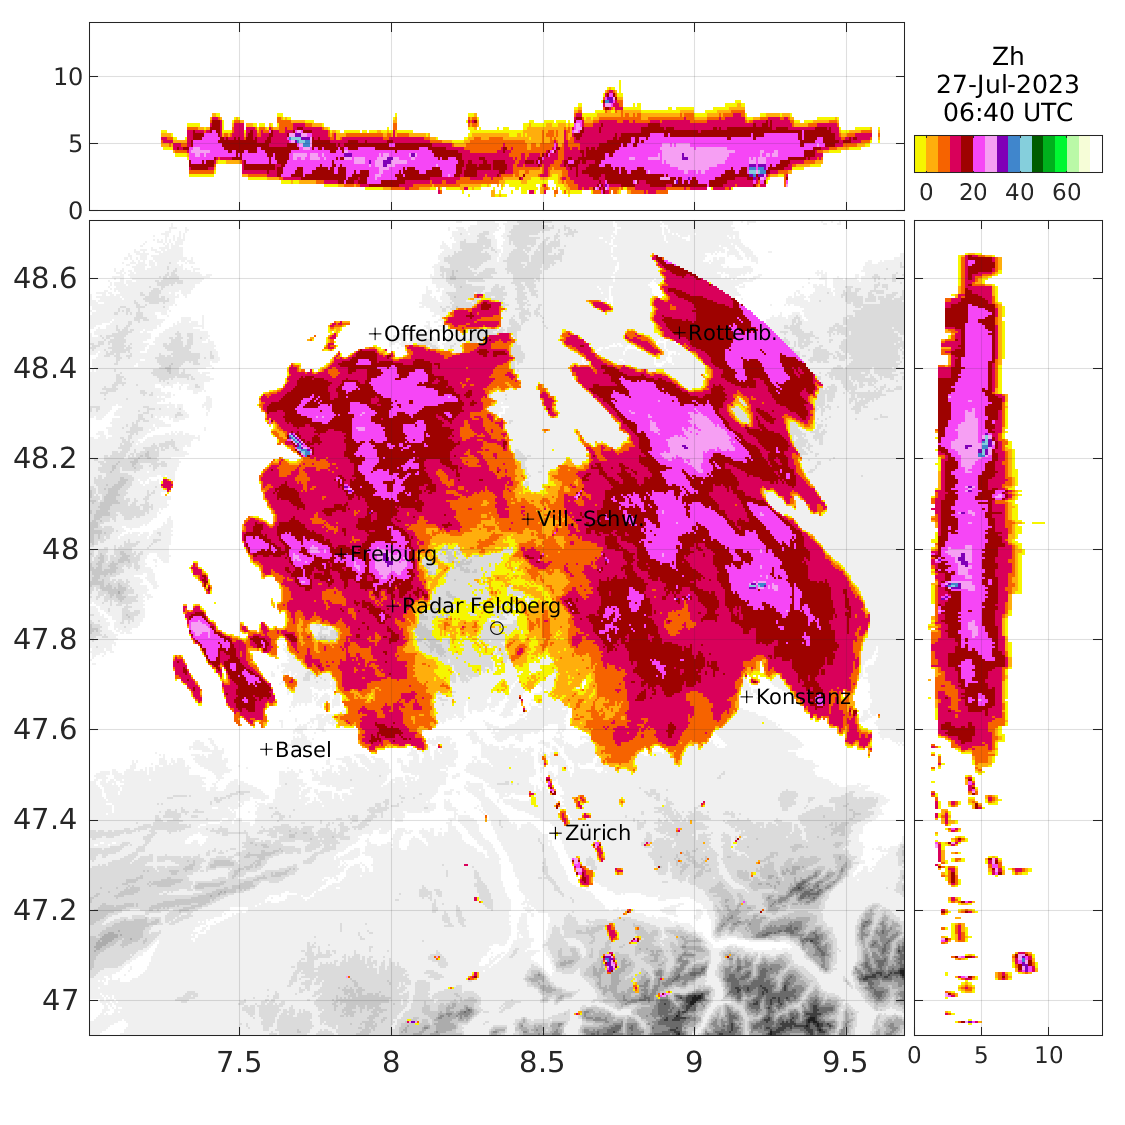 10
5
0
Zh
27-Jul-2023
06:40 UTC
0 20 40 60
48.6
48.4
48.2
48
47.8
47.6
47.4
47.2
47
+Offenburg
+Rottenb.
+Vill.-Schw.
+Freiburg
+Radar Feldberg
+Konstanz
+Basel
+Zürich
7.5 8 8.5 9 9.5
0 5 10